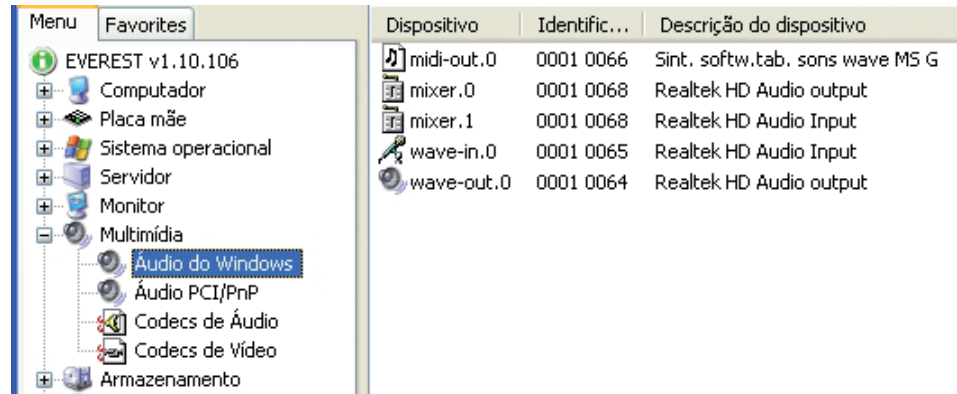 Menu Favorites
EVEREST v1.10.106
Computador
Placa mãe
Sistema operacional
Servidor
Monitor
Multimídia
Áudio do Windows
Áudio PCI/PnP
Codecs de Áudio
Codecs de Vídeo
Armazenamento
Dispositivo Identific... Descrição do dispositivo
midi-out.0 0001 0066 Sint. softw.tab. sons wave MS G
mixer.0 0001 0068 Realtek HD Audio output
mixer.1 0001 0068 Realtek HD Audio Input
wave-in.0 0001 0065 Realtek HD Audio Input
wave-out.0 0001 0064 Realtek HD Audio output